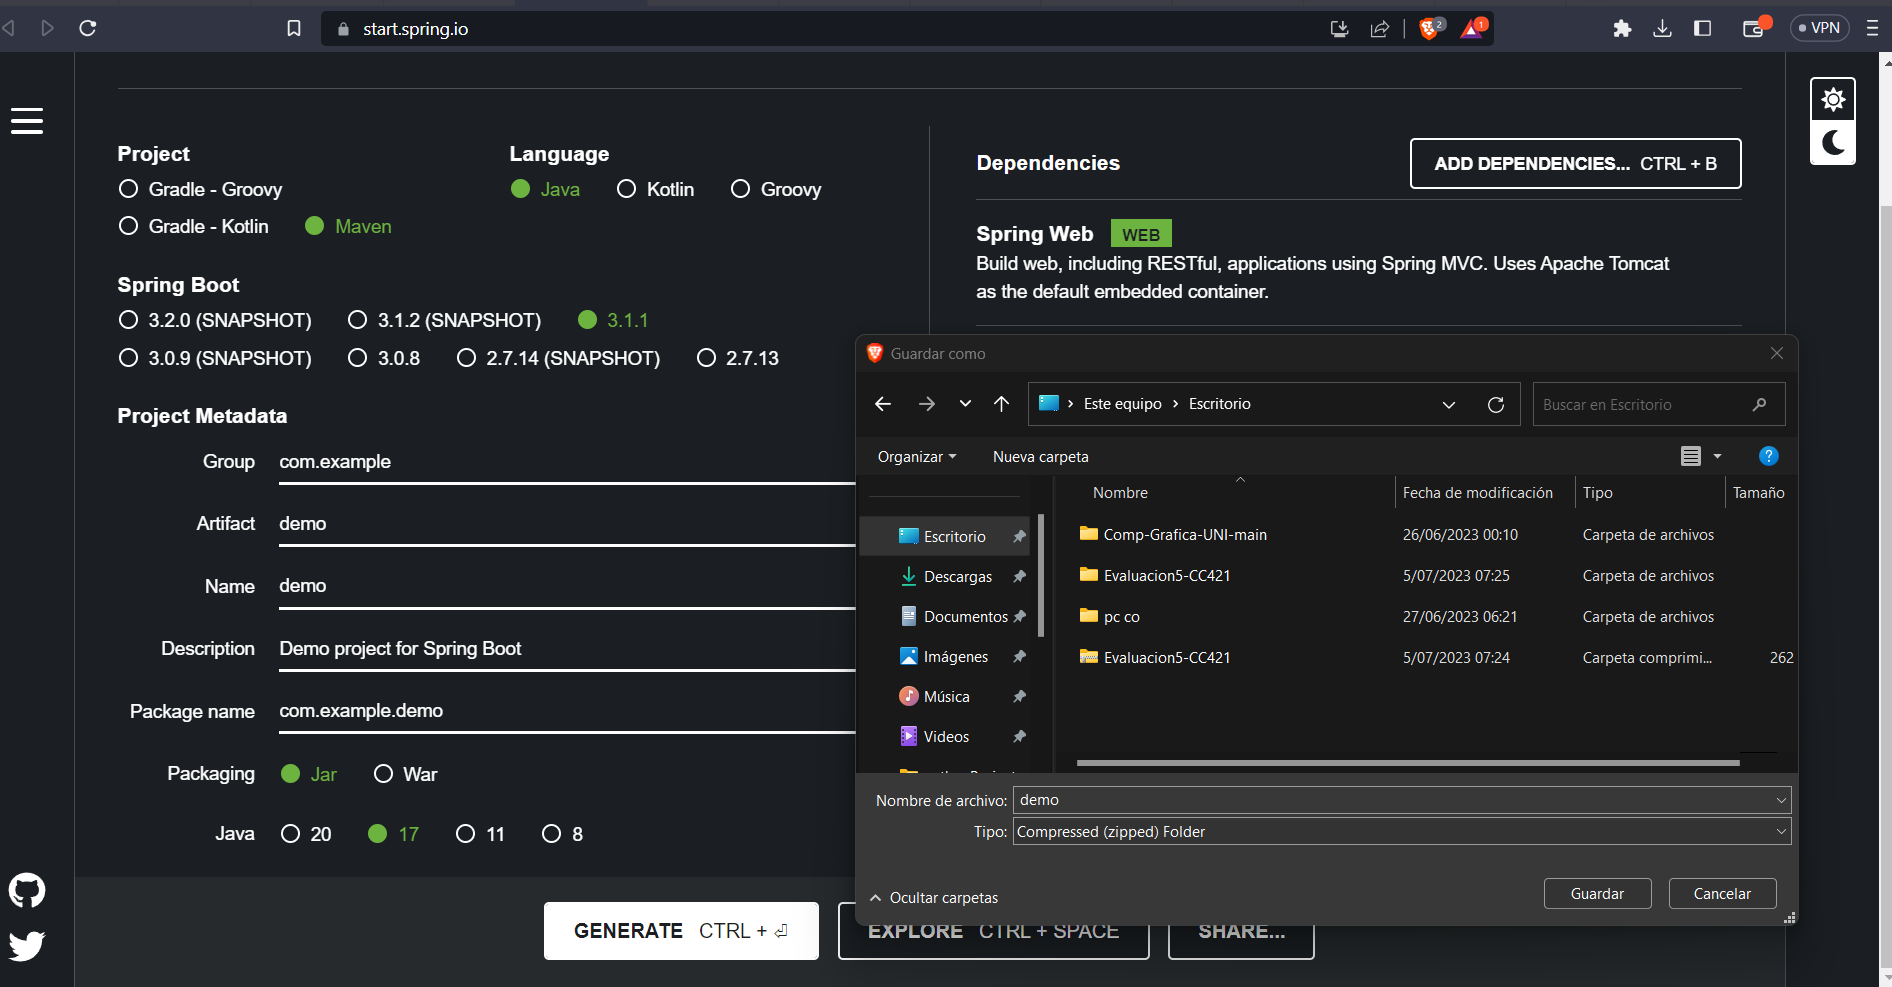 start.spring.io
2
1
VPN
Project
Gradle - Groovy
Gradle - Kotlin
Maven
Language
Java
Kotlin
Groovy
Spring Boot
3.2.0 (SNAPSHOT)
3.1.2 (SNAPSHOT)
3.1.1
3.0.9 (SNAPSHOT)
3.0.8
2.7.14 (SNAPSHOT)
2.7.13
Project Metadata
Group com.example
Artifact demo
Name demo
Description Demo project for Spring Boot
Package name com.example.demo
Packaging Jar War
Java 20 17 11 8
Dependencies
ADD DEPENDENCIES... CTRL + B
Spring Web WEB
Build web, including RESTful, applications using Spring MVC. Uses Apache Tomcat
as the default embedded container.
Guardar como
Este equipo > Escritorio
Buscar en Escritorio
Organizar
Nueva carpeta
?
Escritorio
Descargas
Documentos
Imágenes
Música
Videos
Nombre Fecha de modificación Tipo Tamaño
Comp-Grafica-UNI-main 26/06/2023 00:10 Carpeta de archivos
Evaluacion5-CC421 5/07/2023 07:25 Carpeta de archivos
pc co 27/06/2023 06:21 Carpeta de archivos
Evaluacion5-CC421 5/07/2023 07:24 Carpeta comprimi... 262
Nombre de archivo: demo
Tipo: Compressed (zipped) Folder
Ocultar carpetas
Guardar
Cancelar
GENERATE CTRL + ⏎
EXPLORE CTRL + SPACE
SHARE...